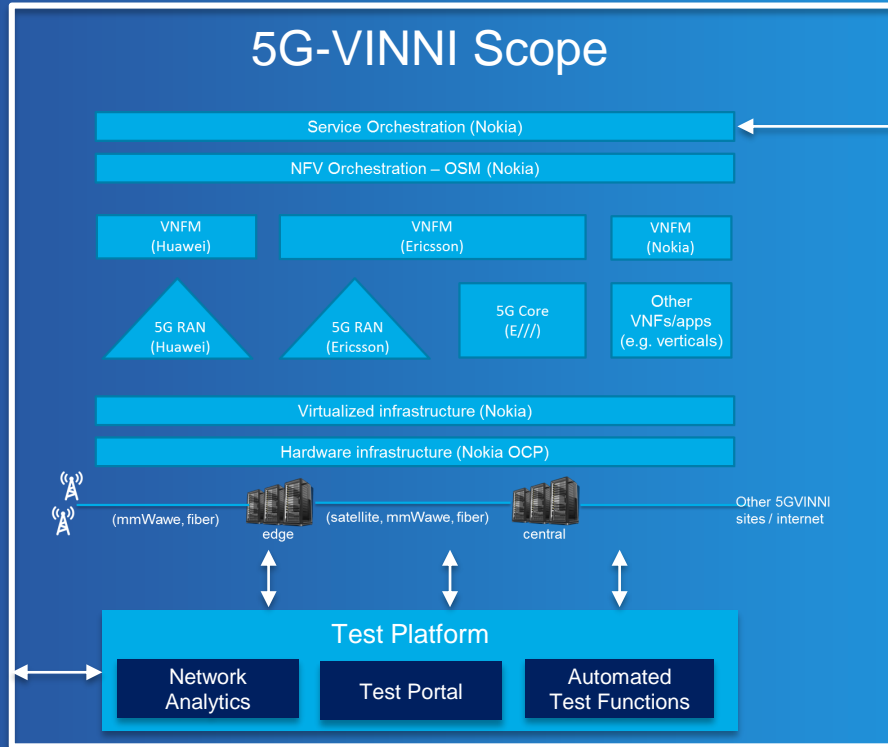 5G-VINNI Scope
Service Orchestration (Nokia)
NFV Orchestration – OSM (Nokia)
VNFM
(Huawei)
VNFM
(Ericsson)
VNFM
(Nokia)
5G RAN
(Huawei)
5G RAN
(Ericsson)
5G Core
(E///)
Other
VNFs/apps
(e.g. verticals)
Virtualized infrastructure (Nokia)
Hardware infrastructure (Nokia OCP)
(mmWawe, fiber)
edge
(satellite, mmWawe, fiber)
central
Other 5GVINNI
sites / internet
Test Platform
Network
Analytics
Test Portal
Automated
Test Functions